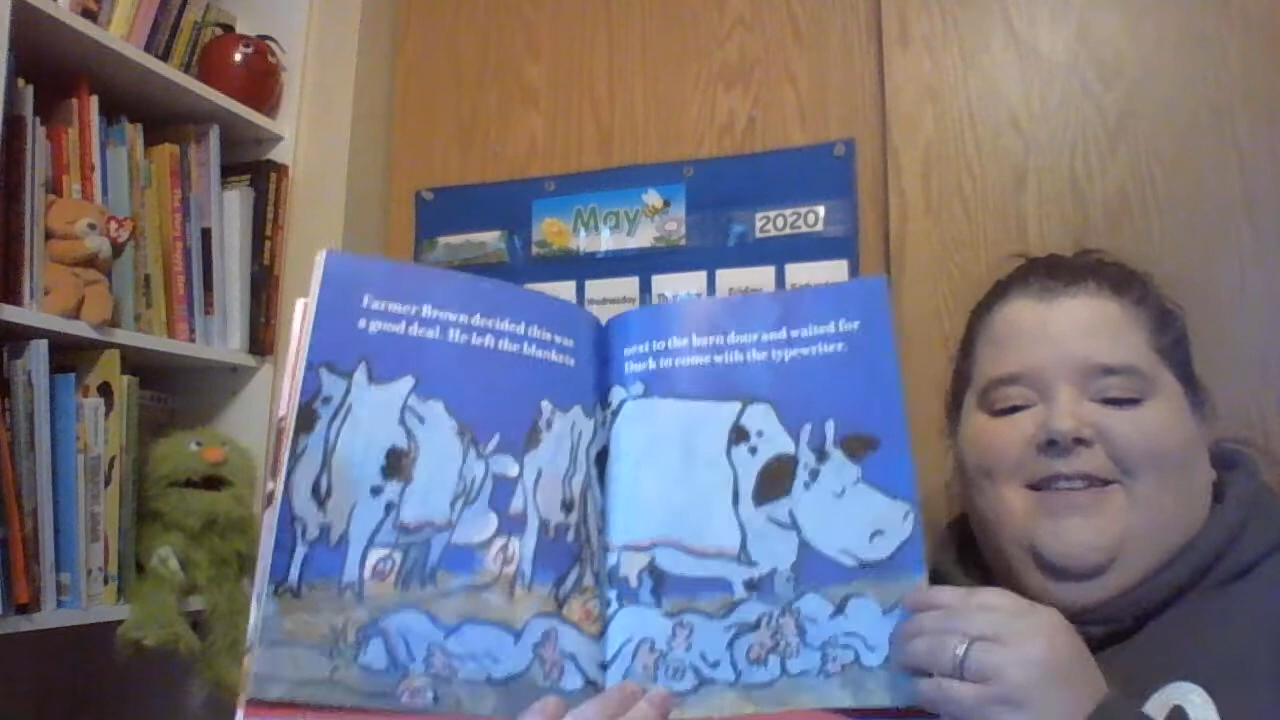 May
2020
Wednesday
Friday
Farmer Brown decided this was
a good deal. He left the blankets
next to the barn door and waited for
Duck to come with the typewriter.